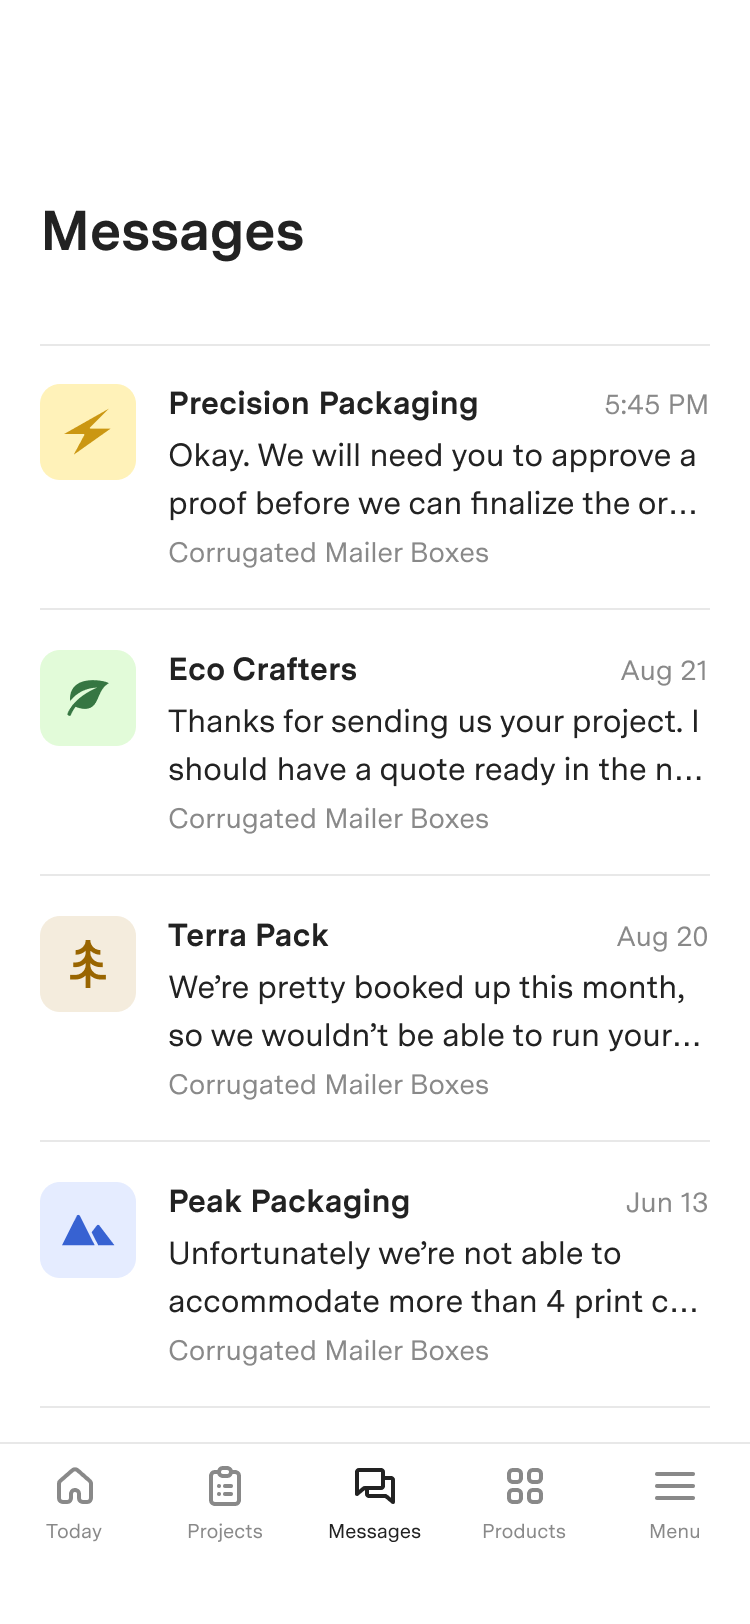 Messages
Precision Packaging 5:45 PM
Okay. We will need you to approve a
proof before we can finalize the or...
Corrugated Mailer Boxes
Eco Crafters Aug 21
Thanks for sending us your project. I
should have a quote ready in the n...
Corrugated Mailer Boxes
Terra Pack Aug 20
We’re pretty booked up this month,
so we wouldn’t be able to run your...
Corrugated Mailer Boxes
Peak Packaging Jun 13
Unfortunately we’re not able to
accommodate more than 4 print c...
Corrugated Mailer Boxes
Today Projects Messages Products Menu